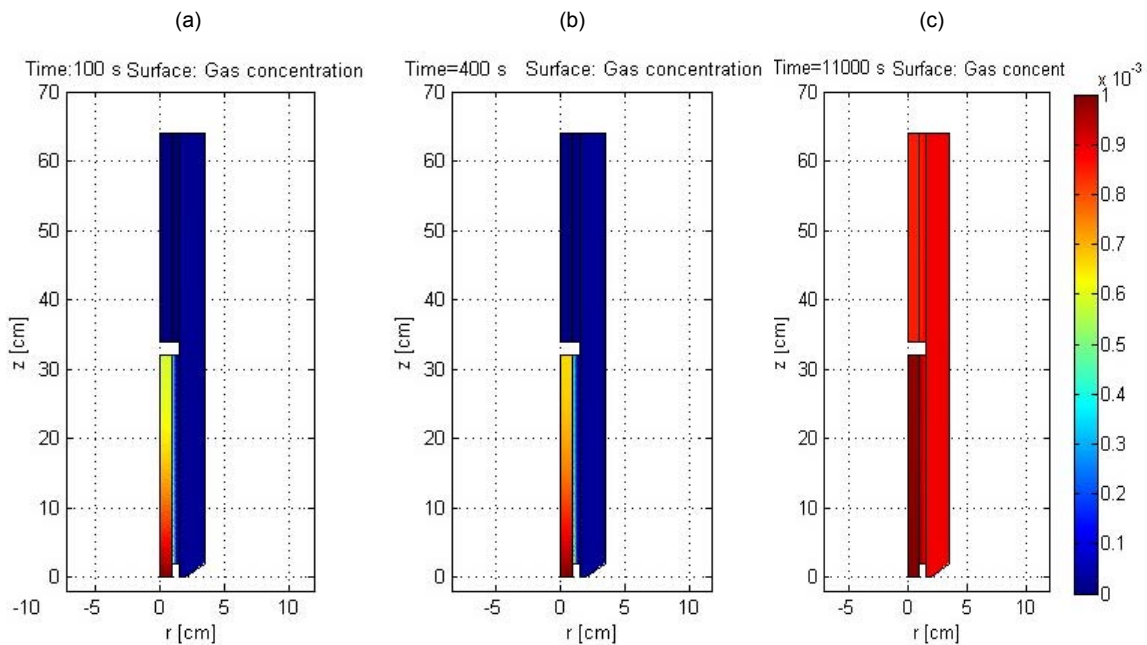 (a)
(b)
(c)
Time:100 s Surface: Gas concentration
Time=400 s Surface: Gas concentration
Time=11000 s Surface: Gas concent
x 10⁻³
70
60
50
40
30
20
10
0
z [cm]
-10 -5 0 5 10
r [cm]
70
60
50
40
30
20
10
0
z [cm]
-5 0 5 10
r [cm]
70
60
50
40
30
20
10
0
z [cm]
-5 0 5 10
r [cm]
1
0.9
0.8
0.7
0.6
0.5
0.4
0.3
0.2
0.1
0